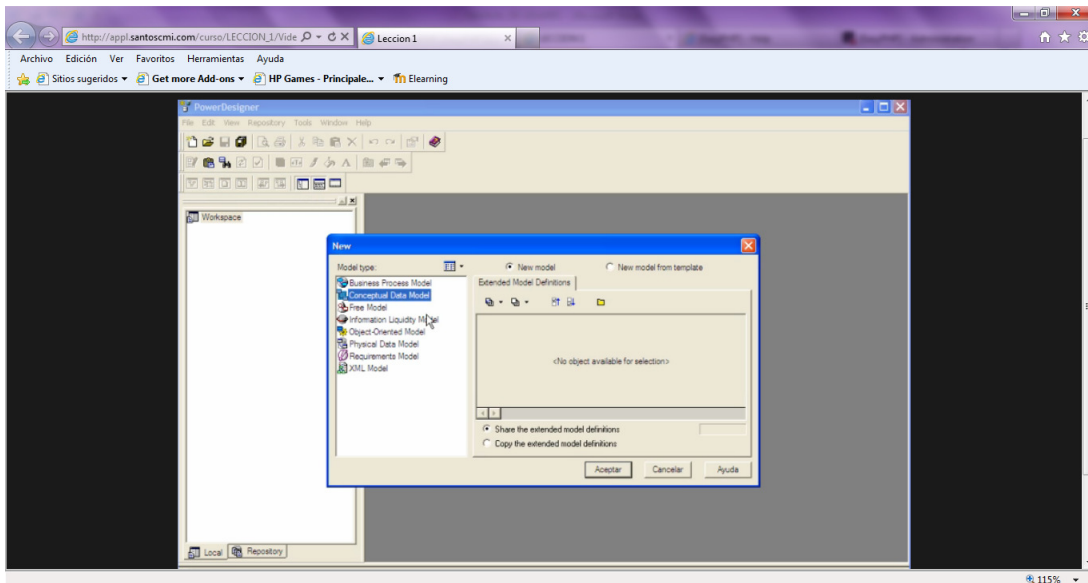 http://appl.santoscmi.com/curso/LECCION_1/Vide
Leccion 1
Archivo Edición Ver Favoritos Herramientas Ayuda
Sitios sugeridos Get more Add-ons HP Games - Principale... Elearning
PowerDesigner
File Edit View Repository Tools Window Help
Workspace
New
Model type:
New model
New model from template
Business Process Model
Conceptual Data Model
Free Model
Information Liquidity Model
Object-Oriented Model
Physical Data Model
Requirements Model
XML Model
Extended Model Definitions
<No object available for selection>
Share the extended model definitions
Copy the extended model definitions
Aceptar Cancelar Ayuda
Local Repository
115%